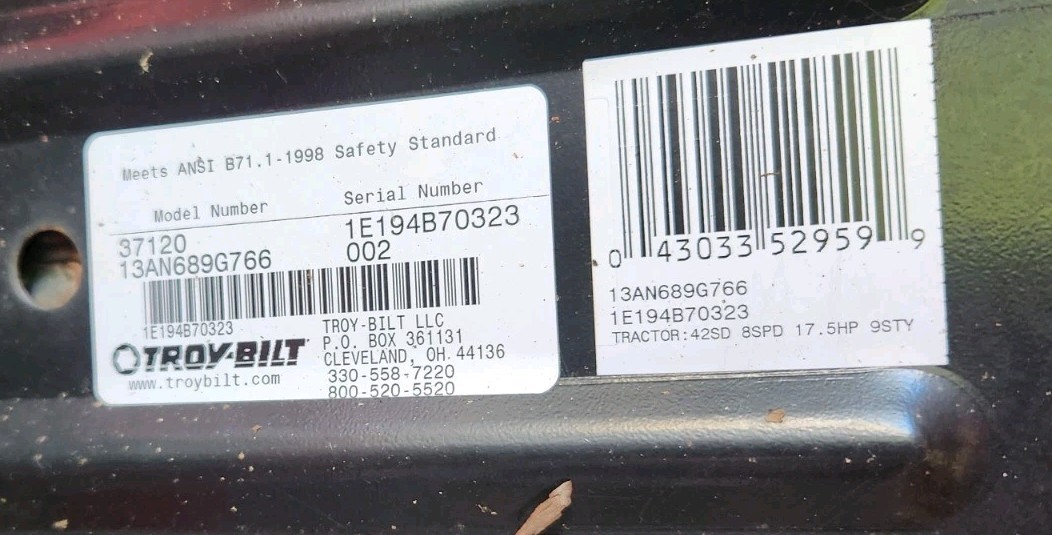 Meets ANSI B71.1-1998 Safety Standard
Model Number Serial Number
37120 1E194B70323
13AN689G766 002
1E194B70323
TROY-BILT
www.troybilt.com
TROY-BILT LLC
P.O. BOX 361131
CLEVELAND, OH. 44136
330-558-7220
800-520-5520
0 43033 52959 9
13AN689G766
1E194B70323
TRACTOR:42SD 8SPD 17.5HP 9STY